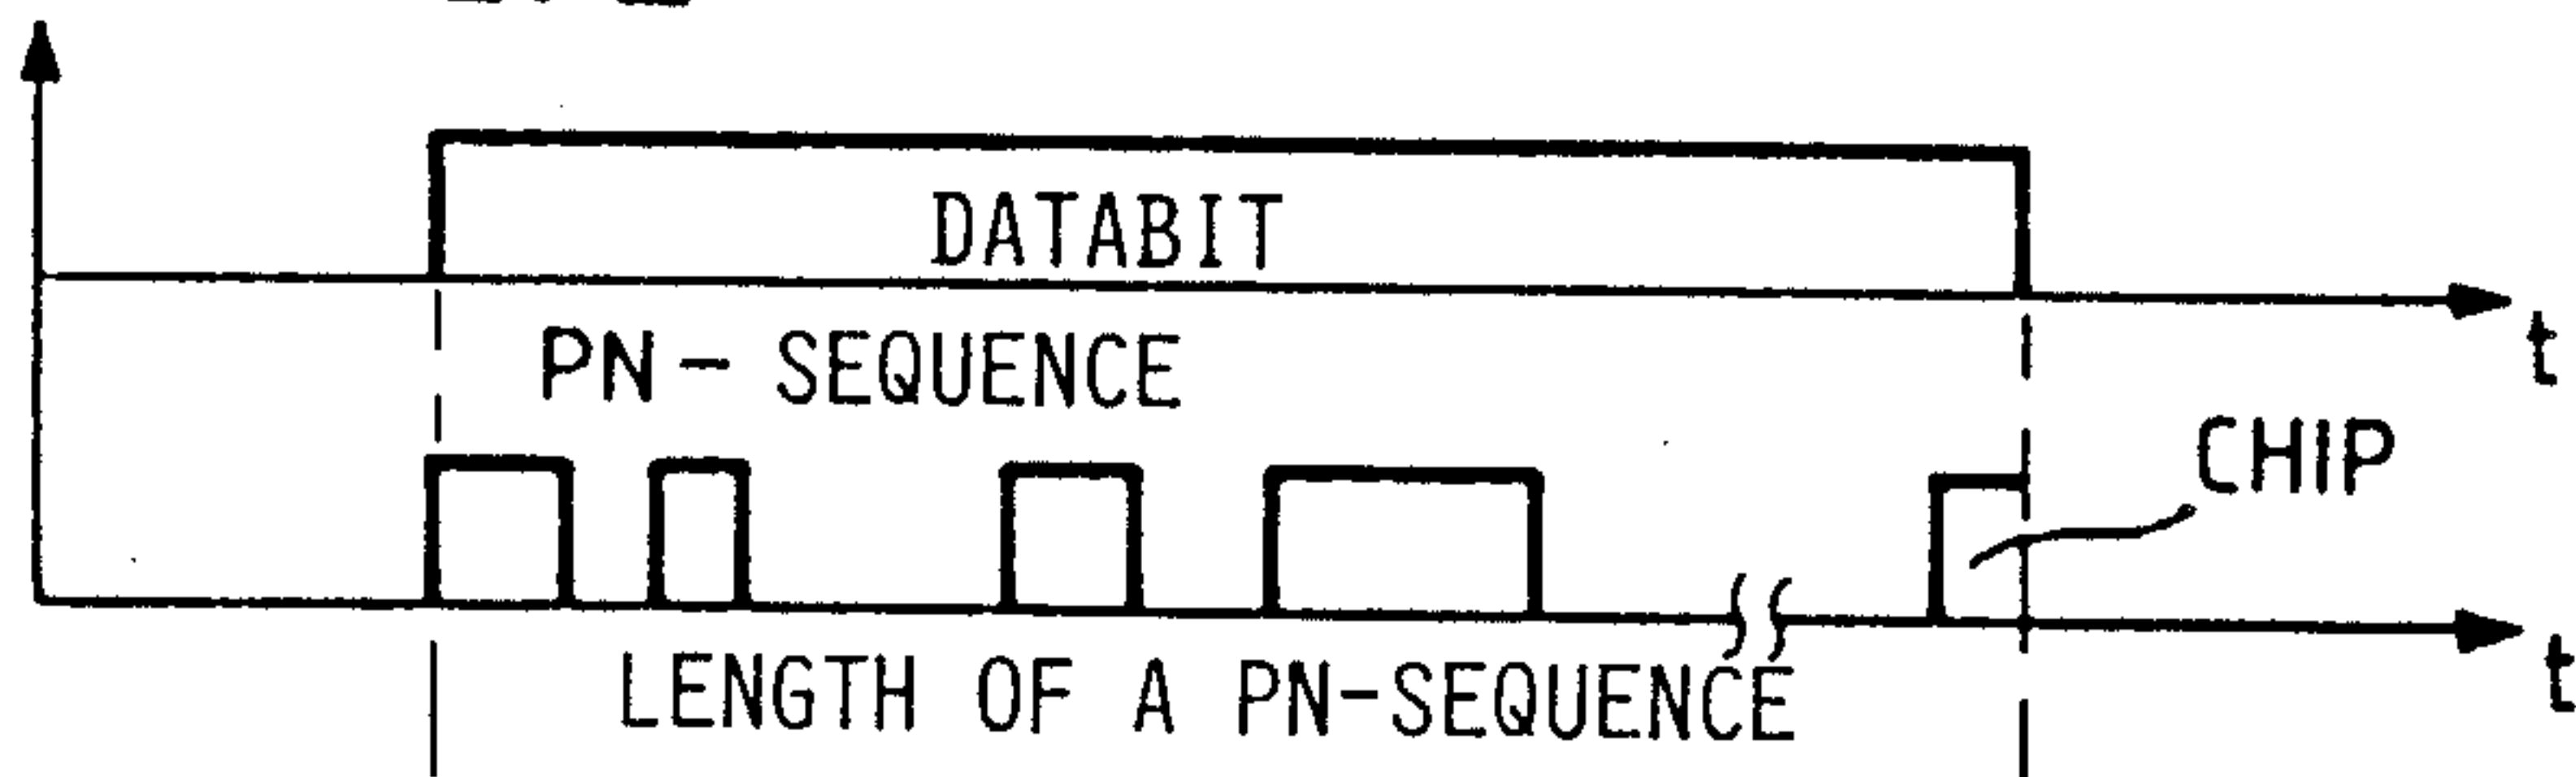 DATABIT
t
PN - SEQUENCE
CHIP
t
LENGTH OF A PN-SEQUENCE